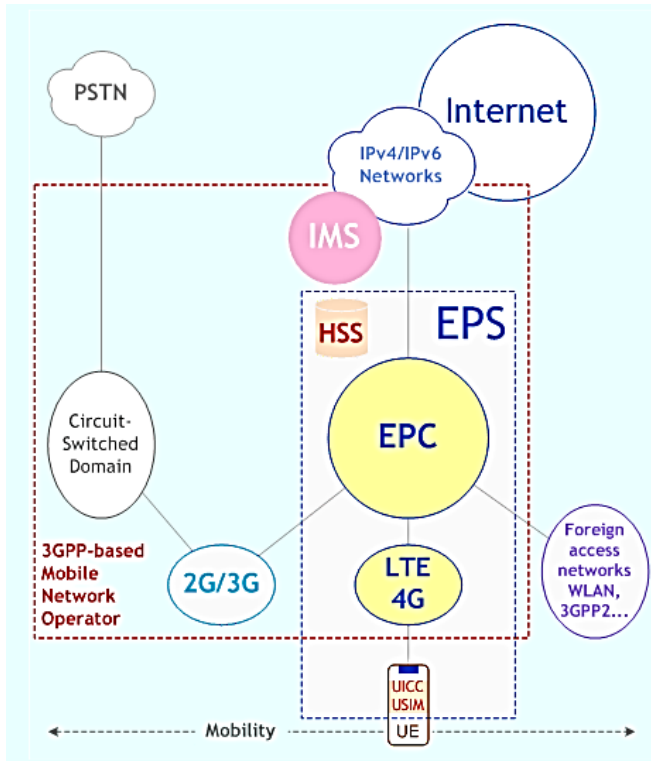 PSTN
Internet
IPv4/IPv6
Networks
IMS
HSS
EPS
Circuit-
Switched
Domain
EPC
3GPP-based
Mobile
Network
Operator
2G/3G
LTE
4G
Foreign
access
networks
WLAN,
3GPP2...
UICC
USIM
UE
Mobility